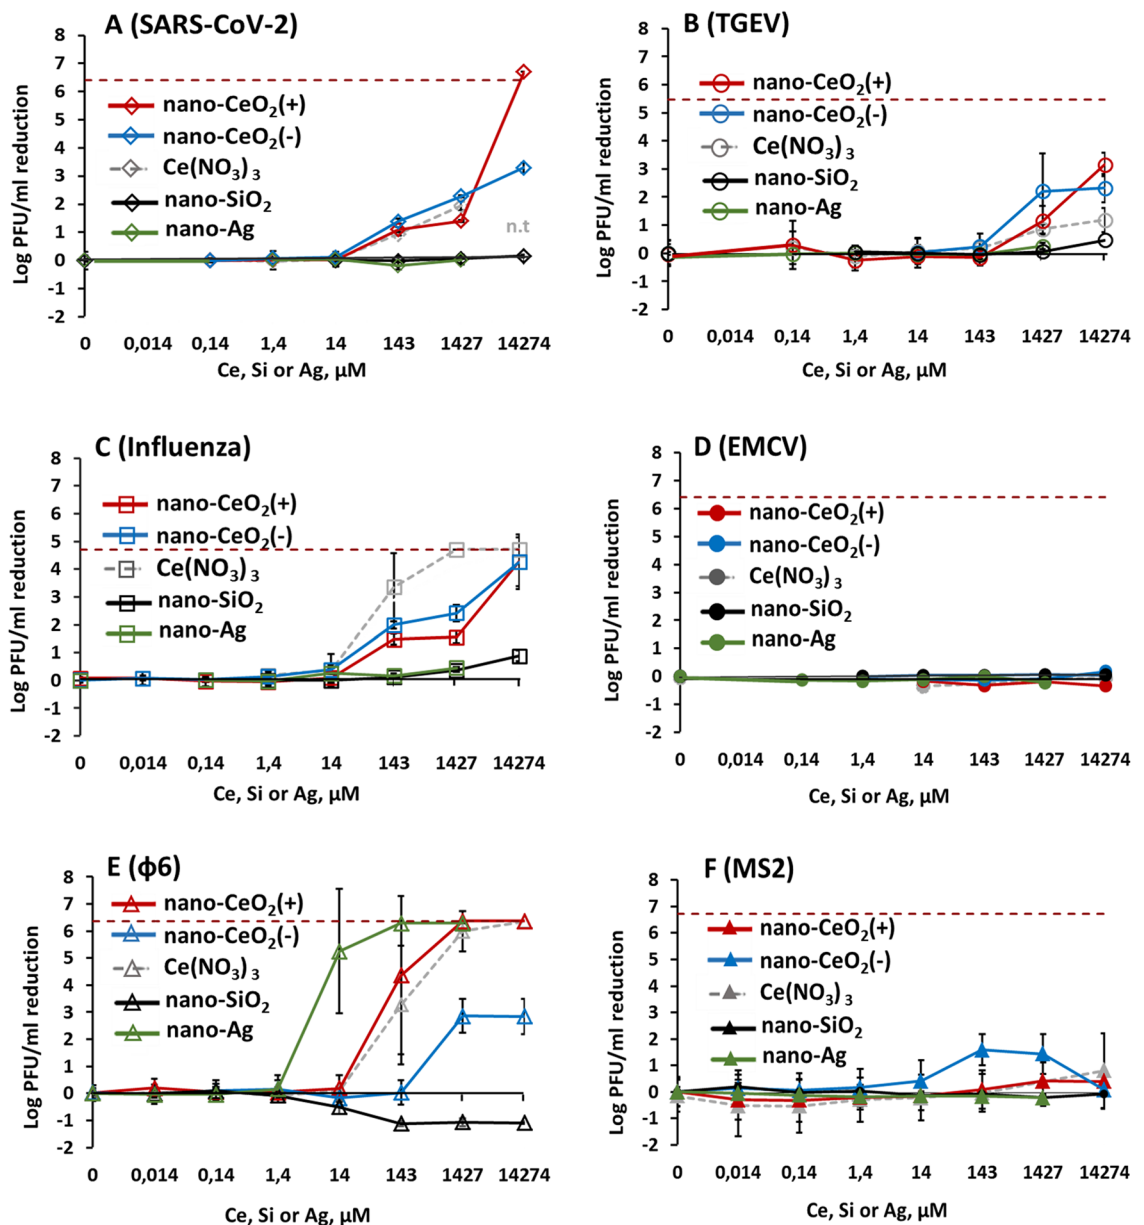 A (SARS-CoV-2)
Log PFU/ml reduction
8
7
6
5
4
3
2
1
0
-1
-2
nano-CeO₂(+)
nano-CeO₂(-)
Ce(NO₃)₃
nano-SiO₂
nano-Ag
n.t
0 0,014 0,14 1,4 14 143 1427 14274
Ce, Si or Ag, µM
B (TGEV)
Log PFU/ml reduction
8
7
6
5
4
3
2
1
0
-1
-2
nano-CeO₂(+)
nano-CeO₂(-)
Ce(NO₃)₃
nano-SiO₂
nano-Ag
0 0,014 0,14 1,4 14 143 1427 14274
Ce, Si or Ag, µM
C (Influenza)
Log PFU/ml reduction
8
7
6
5
4
3
2
1
0
-1
-2
nano-CeO₂(+)
nano-CeO₂(-)
Ce(NO₃)₃
nano-SiO₂
nano-Ag
0 0,014 0,14 1,4 14 143 1427 14274
Ce, Si or Ag, µM
D (EMCV)
Log PFU/ml reduction
8
7
6
5
4
3
2
1
0
-1
-2
nano-CeO₂(+)
nano-CeO₂(-)
Ce(NO₃)₃
nano-SiO₂
nano-Ag
0 0,014 0,14 1,4 14 143 1427 14274
Ce, Si or Ag, µM
E (ϕ6)
Log PFU/ml reduction
8
7
6
5
4
3
2
1
0
-1
-2
nano-CeO₂(+)
nano-CeO₂(-)
Ce(NO₃)₃
nano-SiO₂
nano-Ag
0 0,014 0,14 1,4 14 143 1427 14274
Ce, Si or Ag, µM
F (MS2)
Log PFU/ml reduction
8
7
6
5
4
3
2
1
0
-1
-2
nano-CeO₂(+)
nano-CeO₂(-)
Ce(NO₃)₃
nano-SiO₂
nano-Ag
0 0,014 0,14 1,4 14 143 1427 14274
Ce, Si or Ag, µM